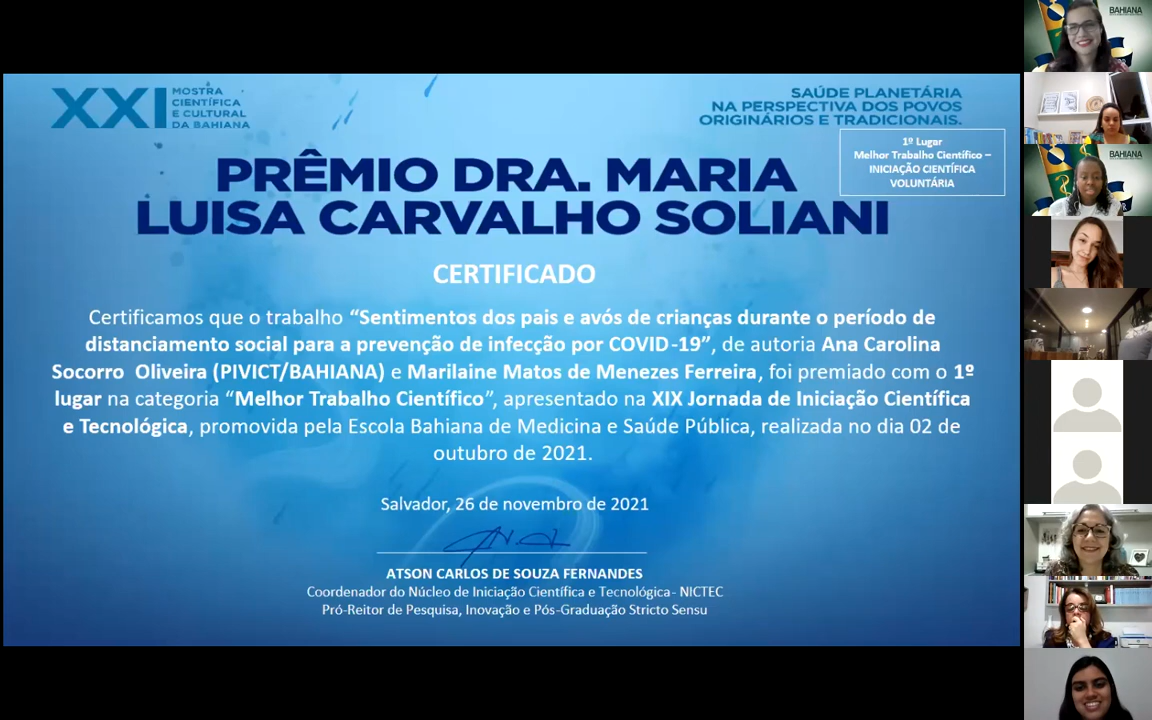 XXI
MOSTRA
CIENTÍFICA
E CULTURAL
DA BAHIANA
SAÚDE PLANETÁRIA
NA PERSPECTIVA DOS POVOS
ORIGINÁRIOS E TRADICIONAIS.
1º Lugar
Melhor Trabalho Científico –
INICIAÇÃO CIENTÍFICA
VOLUNTÁRIA
PRÊMIO DRA. MARIA
LUISA CARVALHO SOLIANI
CERTIFICADO
Certificamos que o trabalho “Sentimentos dos pais e avós de crianças durante o período de
distanciamento social para a prevenção de infecção por COVID-19”, de autoria Ana Carolina
Socorro Oliveira (PIVICT/BAHIANA) e Marilaine Matos de Menezes Ferreira, foi premiado com o 1º
lugar na categoria “Melhor Trabalho Científico”, apresentado na XIX Jornada de Iniciação Científica
e Tecnológica, promovida pela Escola Bahiana de Medicina e Saúde Pública, realizada no dia 02 de
outubro de 2021.
Salvador, 26 de novembro de 2021
ATSON CARLOS DE SOUZA FERNANDES
Coordenador do Núcleo de Iniciação Científica e Tecnológica- NICTEC
Pró-Reitor de Pesquisa, Inovação e Pós-Graduação Stricto Sensu
BAHIANA
BAHIANA